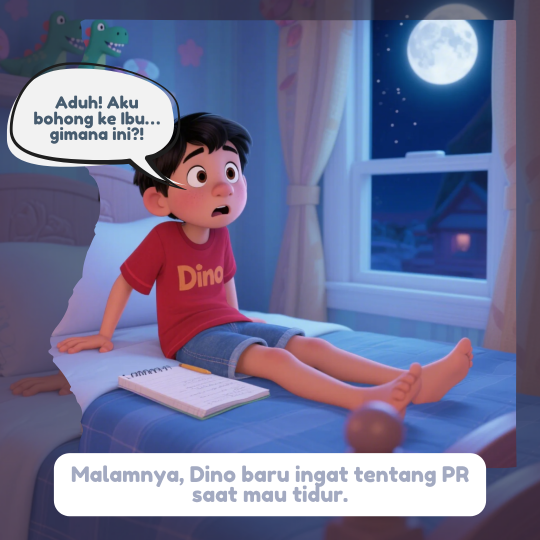 Aduh! Aku
bohong ke Ibu...
gimana ini?!
Dino
Malamnya, Dino baru ingat tentang PR
saat mau tidur.